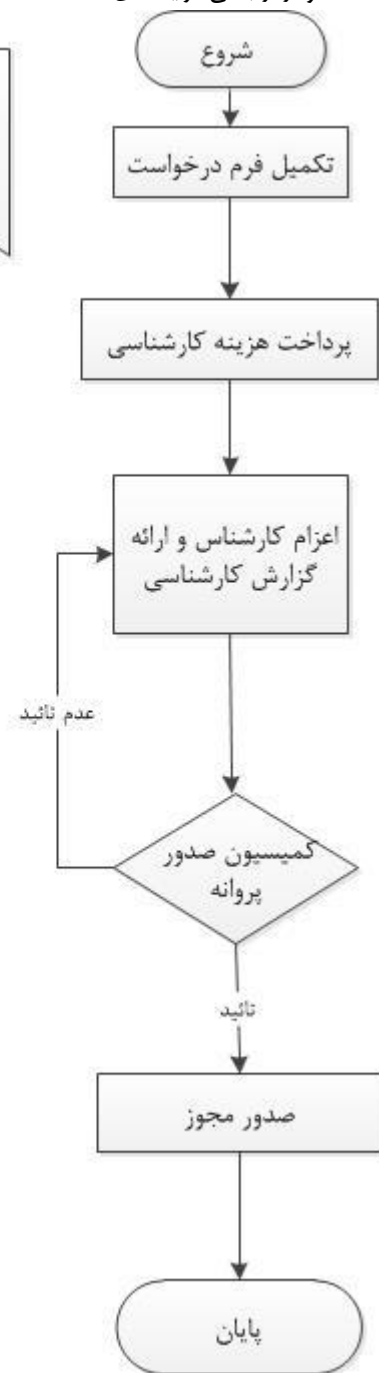 شروع
تکمیل فرم درخواست
پرداخت هزینه کارشناسی
اعزام کارشناس و ارائه
گزارش کارشناسی
عدم تائید
کمیسیون صدور
پروانه
تائید
صدور مجوز
پایان